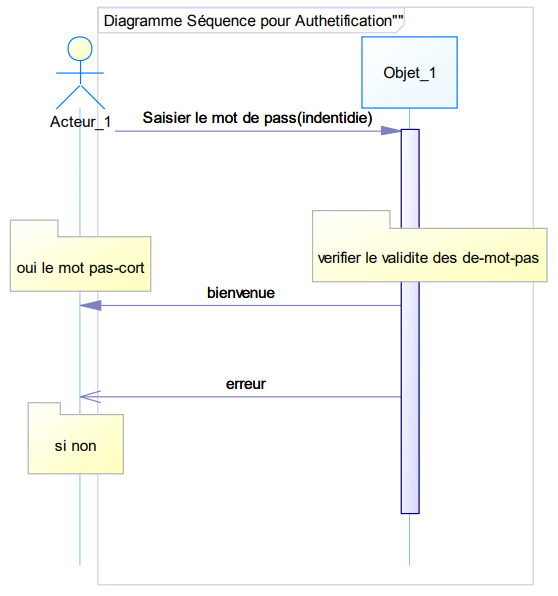 Diagramme Séquence pour Authetification""
Objet_1
Acteur_1
Saisier le mot de pass(indentidie)
verifier le validite des de-mot-pas
oui le mot pas-cort
bienvenue
erreur
si non